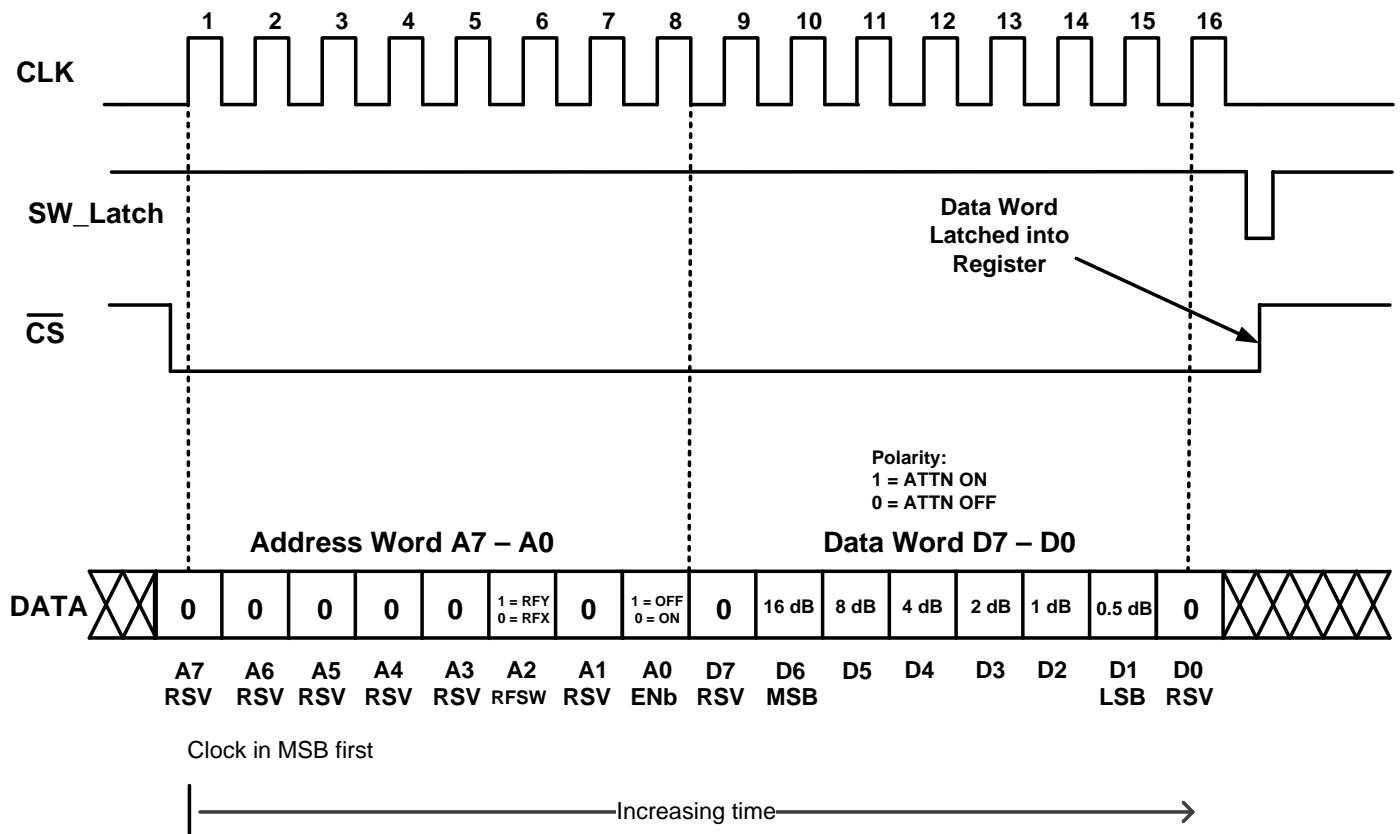 1 2 3 4 5 6 7 8 9 10 11 12 13 14 15 16
CLK
SW_Latch
Data Word
Latched into
Register
CS
Polarity:
1 = ATTN ON
0 = ATTN OFF
Address Word A7 – A0
Data Word D7 – D0
DATA
0 0 0 0 0 1 = RFY 0 = RFX 0 1 = OFF 0 = ON 0 16 dB 8 dB 4 dB 2 dB 1 dB 0.5 dB 0
A7 A6 A5 A4 A3 A2 A1 A0 D7 D6 D5 D4 D3 D2 D1 D0
RSV RSV RSV RSV RSV RFSW RSV ENb RSV MSB LSB RSV
Clock in MSB first
Increasing time